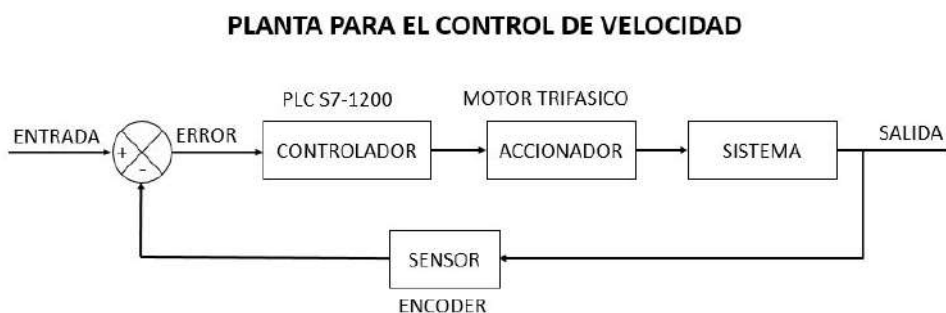 PLANTA PARA EL CONTROL DE VELOCIDAD
PLC S7-1200
MOTOR TRIFASICO
ENTRADA
+
-
ERROR
CONTROLADOR
ACCIONADOR
SISTEMA
SALIDA
SENSOR
ENCODER